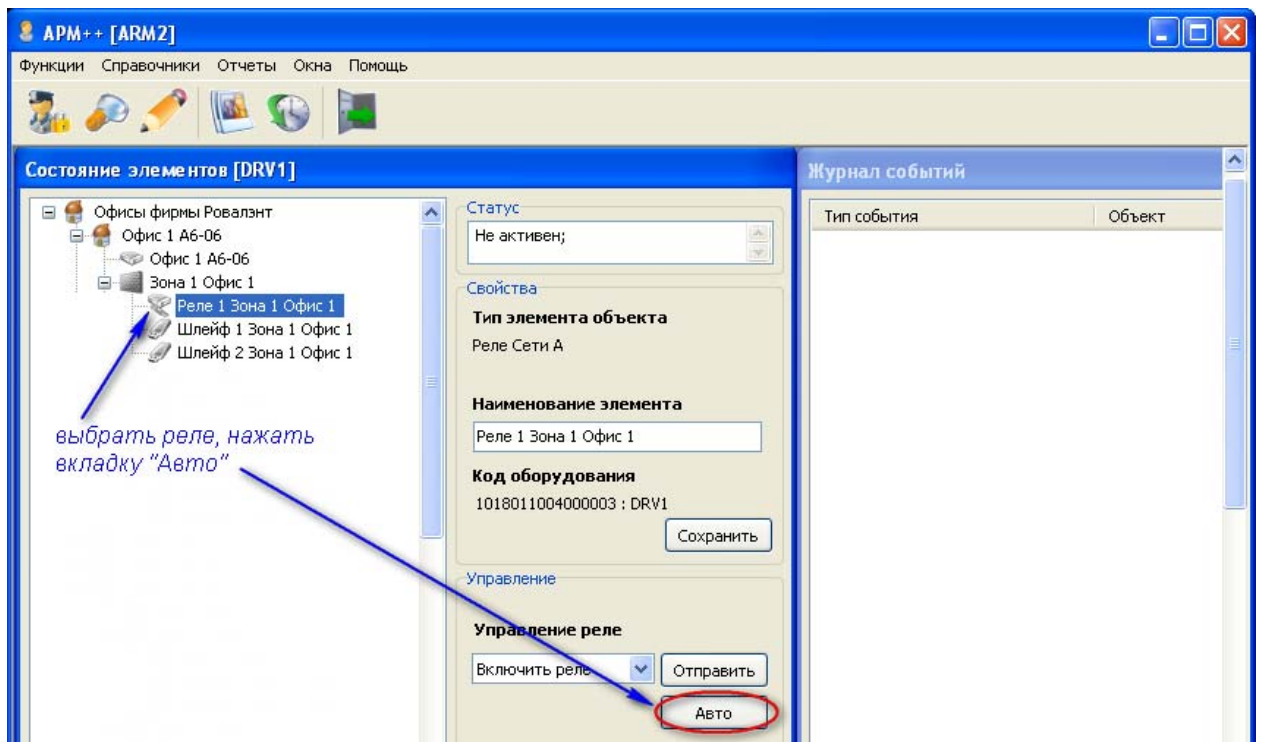 АРМ++ [ARM2]
Функции Справочники Отчеты Окна Помощь
Состояние элементов [DRV1]
Офисы фирмы Ровалэнт
Офис 1 А6-06
Офис 1 А6-06
Зона 1 Офис 1
Реле 1 Зона 1 Офис 1
Шлейф 1 Зона 1 Офис 1
Шлейф 2 Зона 1 Офис 1
выбрать реле, нажать
вкладку "Авто"
Статус
Не активен;
Свойства
Тип элемента объекта
Реле Сети А
Наименование элемента
Реле 1 Зона 1 Офис 1
Код оборудования
1018011004000003 : DRV1
Сохранить
Управление
Управление реле
Включить реле
Отправить
Авто
Журнал событий
Тип события Объект